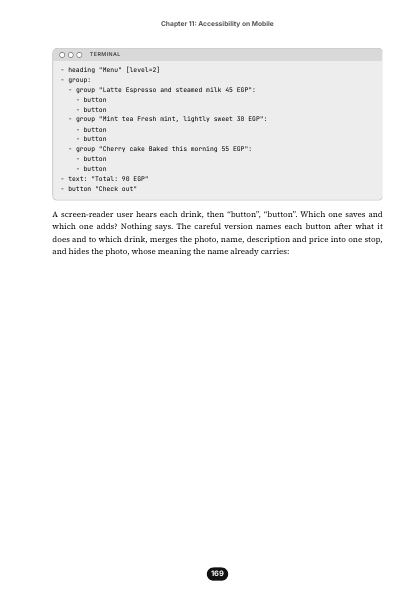 Chapter 11: Accessibility on Mobile
TERMINAL
- heading "Menu" [level=2]
- group:
- group "Latte Espresso and steamed milk 45 EGP":
- button
- button
- group "Mint tea Fresh mint, lightly sweet 30 EGP":
- button
- button
- group "Cherry cake Baked this morning 55 EGP":
- button
- button
- text: "Total: 90 EGP"
- button "Check out"
A screen-reader user hears each drink, then “button”, “button”. Which one saves and
which one adds? Nothing says. The careful version names each button after what it
does and to which drink, merges the photo, name, description and price into one stop,
and hides the photo, whose meaning the name already carries:
169